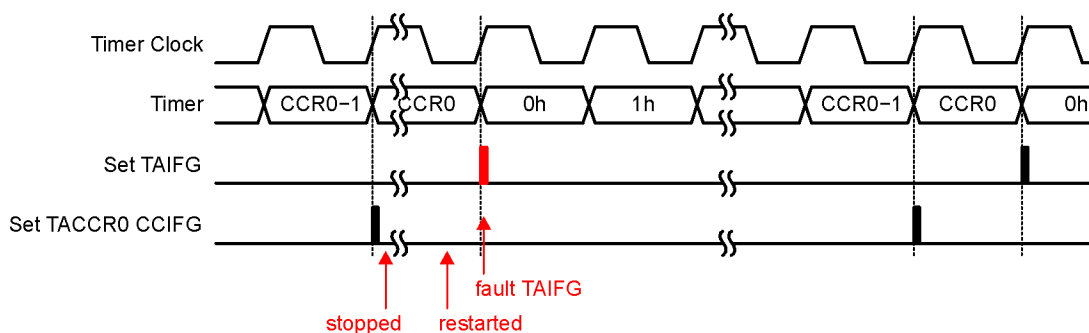 Timer Clock
Timer CCR0−1 CCR0 0h 1h CCR0−1 CCR0 0h
Set TAIFG
Set TACCR0 CCIFG
fault TAIFG
stopped restarted